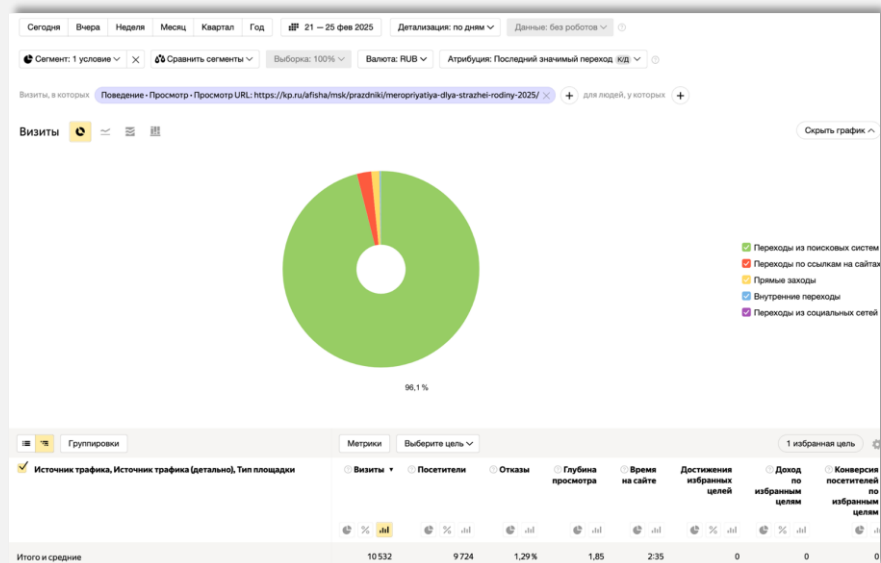 Сегодня Вчера Неделя Месяц Квартал Год 21 — 25 фев 2025 Детализация: по дням Данные: без роботов
Сегмент: 1 условие Сравнить сегменты Выборка: 100% Валюта: RUB Атрибуция: Последний значимый переход к/д
Визиты, в которых Поведение • Просмотр • Просмотр URL: https://kp.ru/afisha/msk/prazdniki/meropriyatiya-dlya-strazhei-rodiny-2025/ для людей, у которых
Визиты Скрыть график
Переходы из поисковых систем
Переходы по ссылкам на сайтах
Прямые заходы
Внутренние переходы
Переходы из социальных сетей
96,1 %
Группировки Метрики Выберите цель 1 избранная цель
Источник трафика, Источник трафика (детально), Тип площадки Визиты Посетители Отказы Глубина просмотра Время на сайте Достижения избранных целей Доход по избранным целям Конверсия посетителей по избранным целям
Итого и средние 10 532 9 724 1,29 % 1,85 2:35 0 0 0